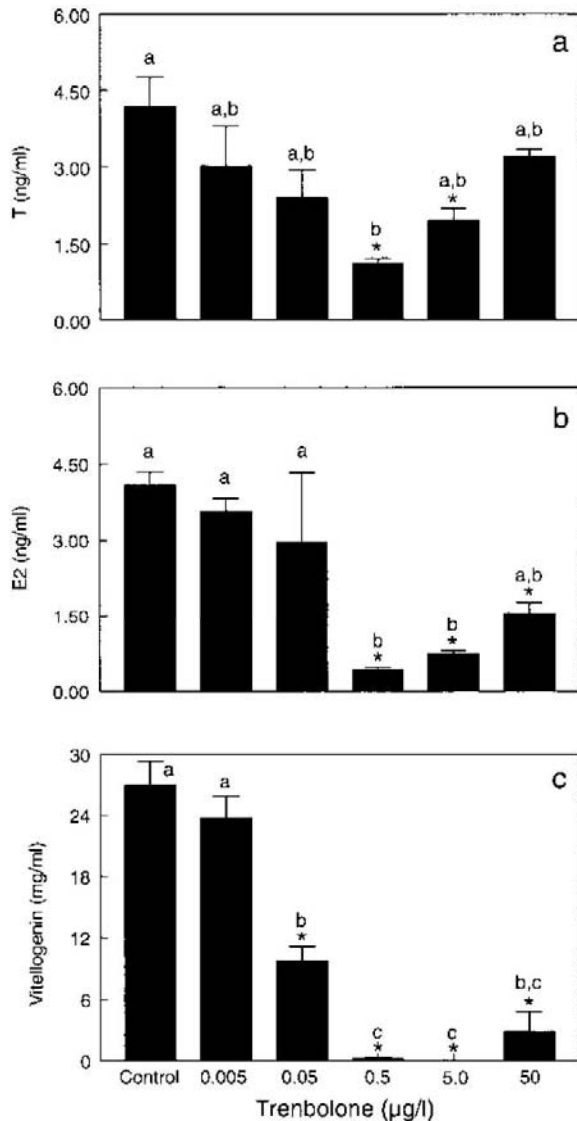 6.00
a
a
4.50
a,b
a,b
a,b
a,b
T (ng/ml)
3.00
b
*
*
1.50
0.00
6.00
b
a
a
a
4.50
E2 (ng/ml)
3.00
a,b
*
b
*
b
*
1.50
0.00
30
a
a
c
24
Vitellogenin (mg/ml)
18
b
*
12
b,c
*
6
c
*
c
*
0
Control 0.005 0.05 0.5 5.0 50
Trenbolone (µg/l)